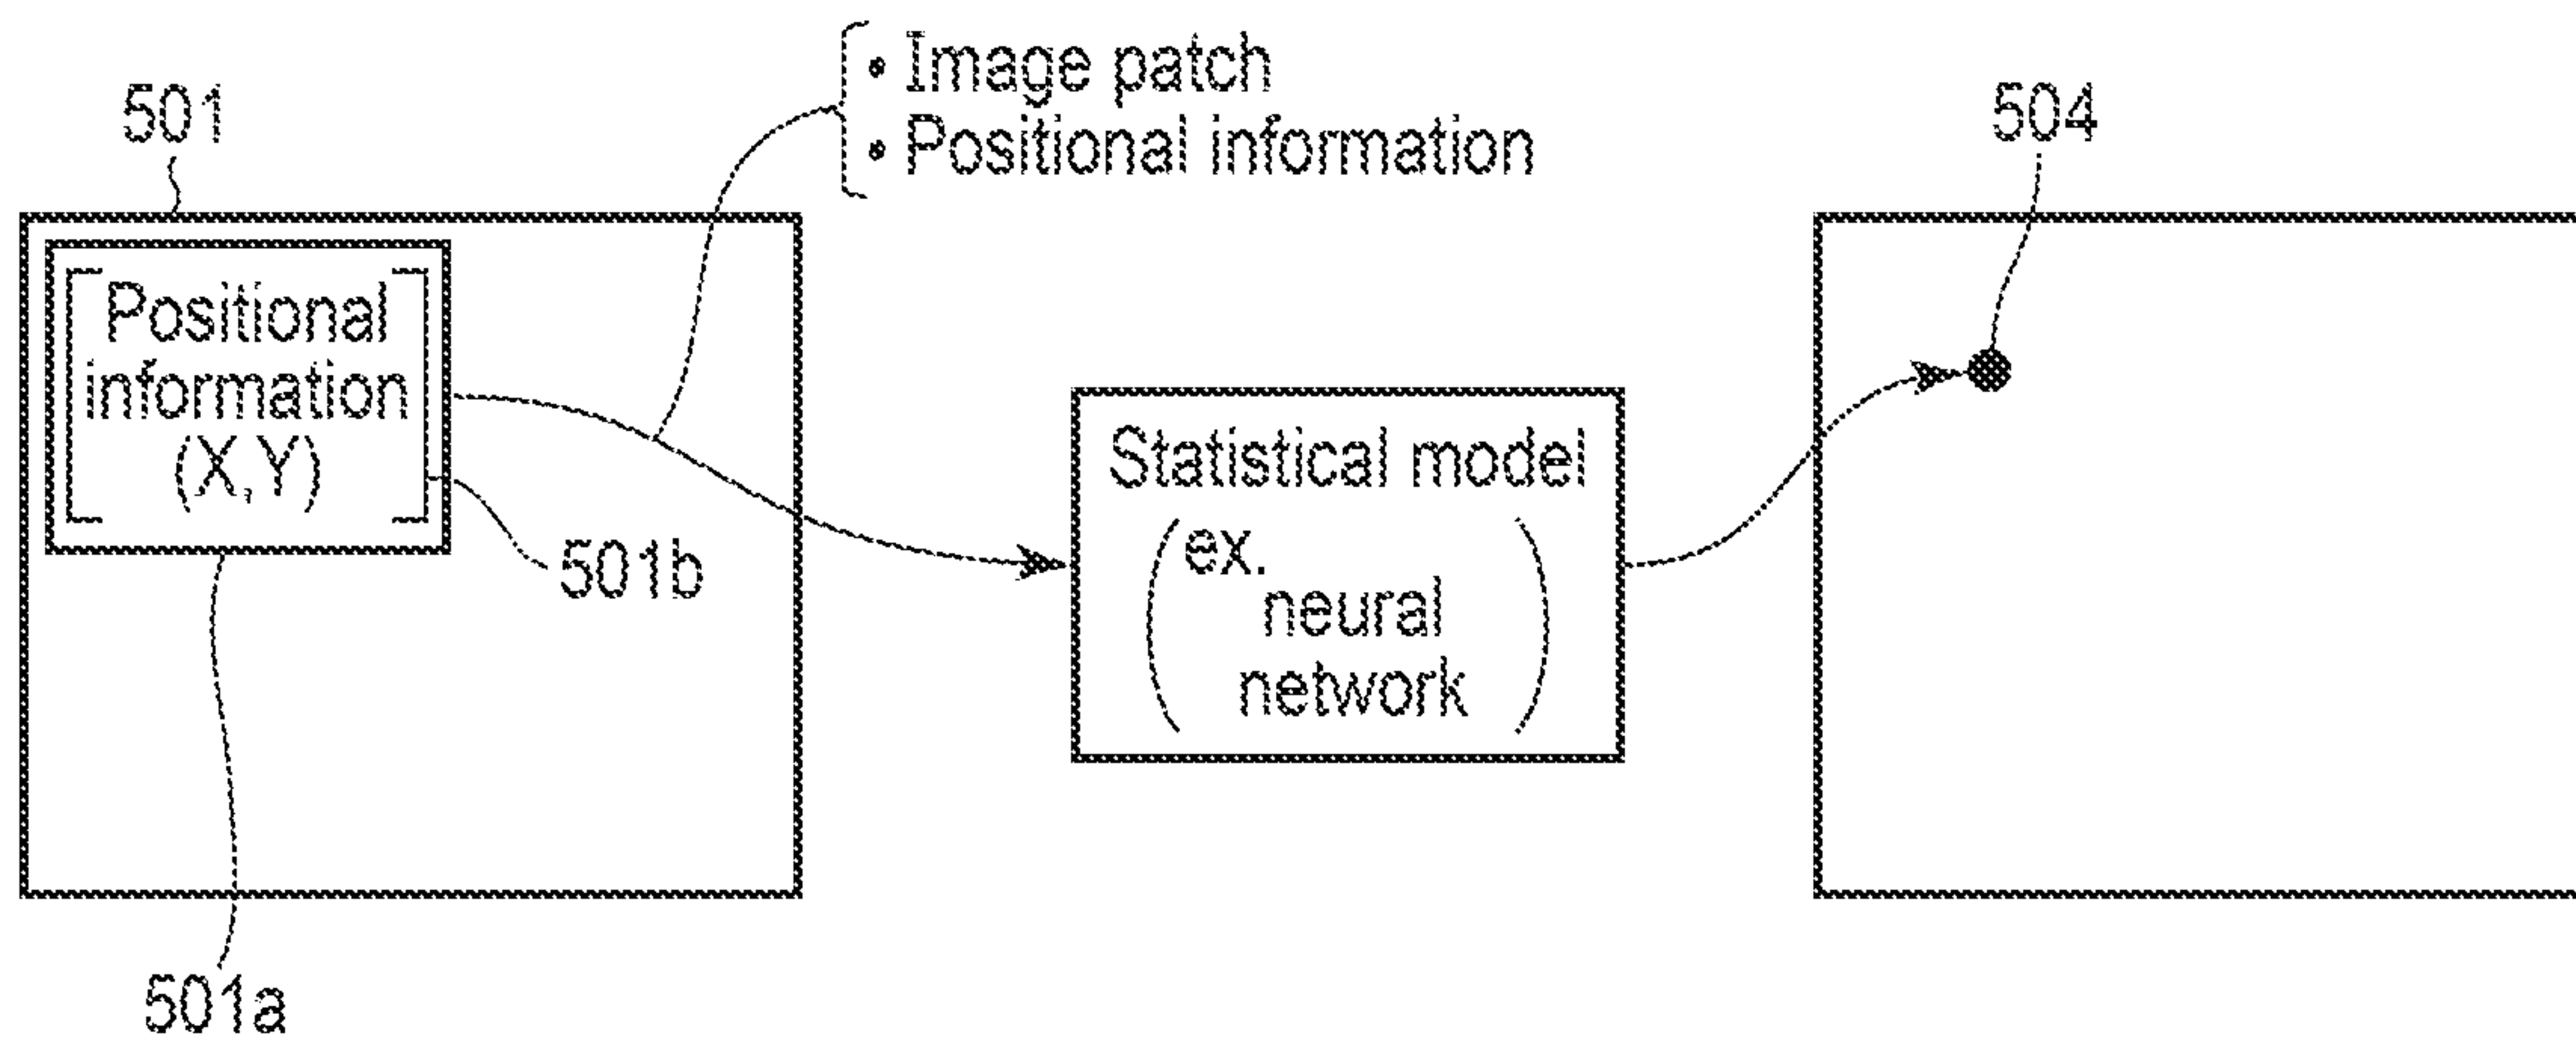 • Image patch
• Positional information
501
504
Positional
information
(X,Y)
501b
501a
Statistical model
(ex.
neural
network)